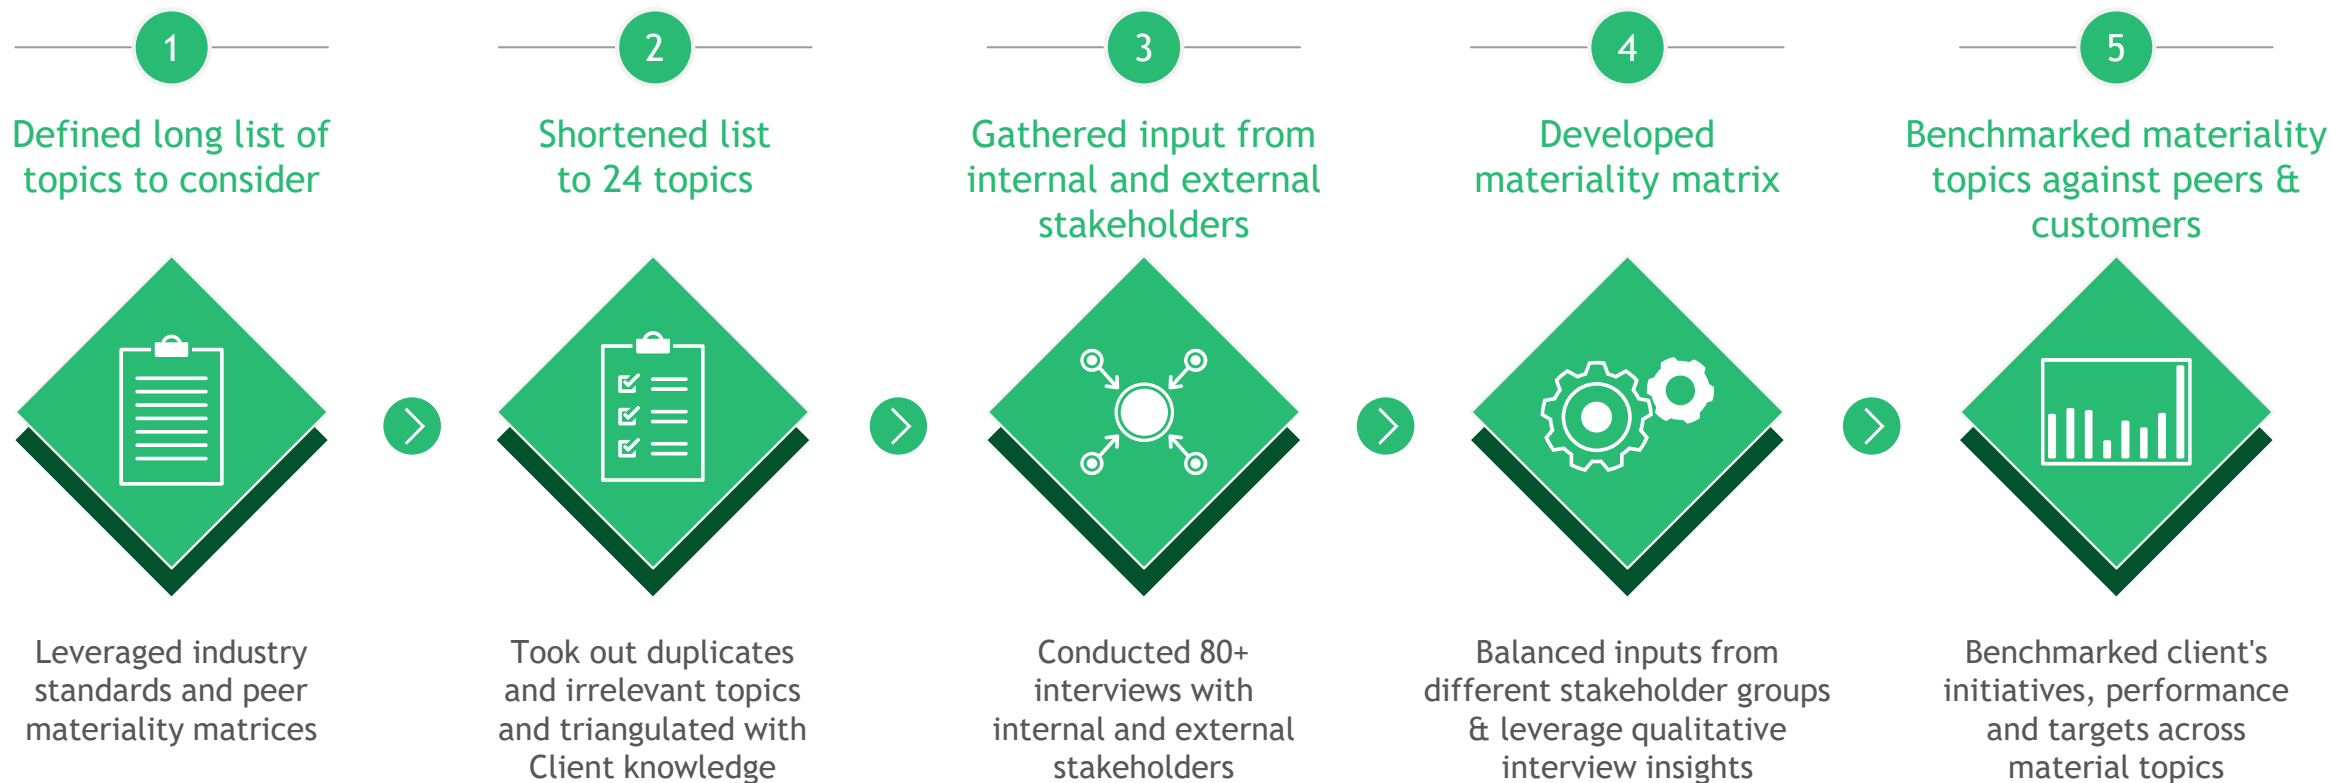 1
Defined long list of
topics to consider
Leveraged industry
standards and peer
materiality matrices
2
Shortened list
to 24 topics
Took out duplicates
and irrelevant topics
and triangulated with
Client knowledge
3
Gathered input from
internal and external
stakeholders
Conducted 80+
interviews with
internal and external
stakeholders
4
Developed
materiality matrix
Balanced inputs from
different stakeholder groups
& leverage qualitative
interview insights
5
Benchmarked materiality
topics against peers &
customers
Benchmarked client's
initiatives, performance
and targets across
material topics